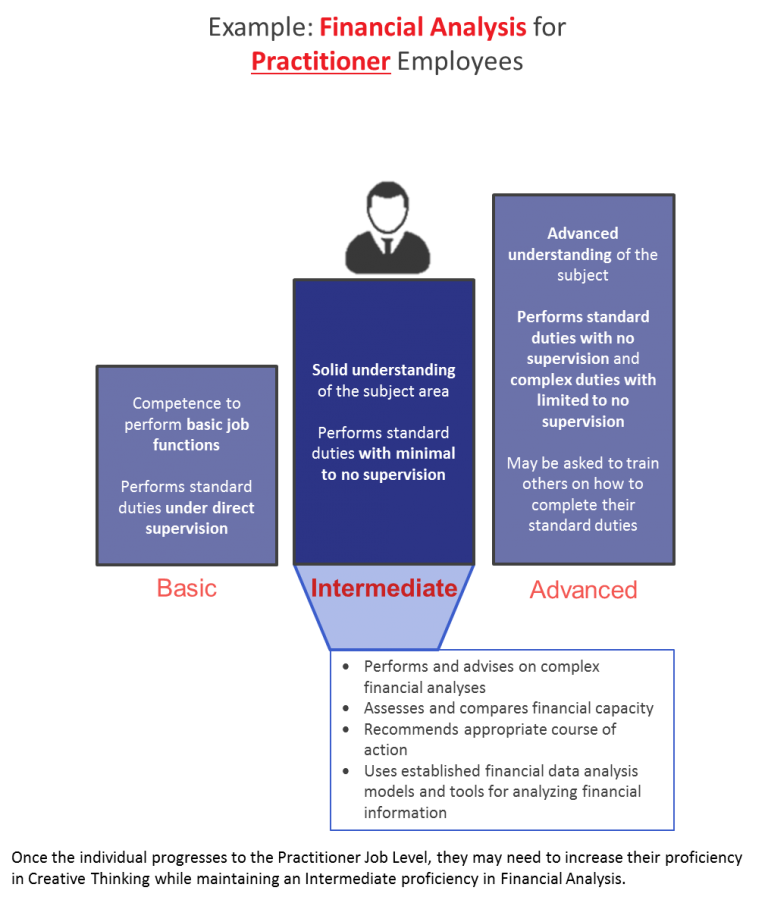 Example: Financial Analysis for
Practitioner Employees
Competence to
perform basic job
functions
Performs standard
duties under direct
supervision
Basic
Solid understanding
of the subject area
Performs standard
duties with minimal
to no supervision
Intermediate
Advanced
understanding of the
subject
Performs standard
duties with no
supervision and
complex duties with
limited to no
supervision
May be asked to train
others on how to
complete their
standard duties
Advanced
• Performs and advises on complex
financial analyses
• Assesses and compares financial capacity
• Recommends appropriate course of
action
• Uses established financial data analysis
models and tools for analyzing financial
information
Once the individual progresses to the Practitioner Job Level, they may need to increase their proficiency
in Creative Thinking while maintaining an Intermediate proficiency in Financial Analysis.